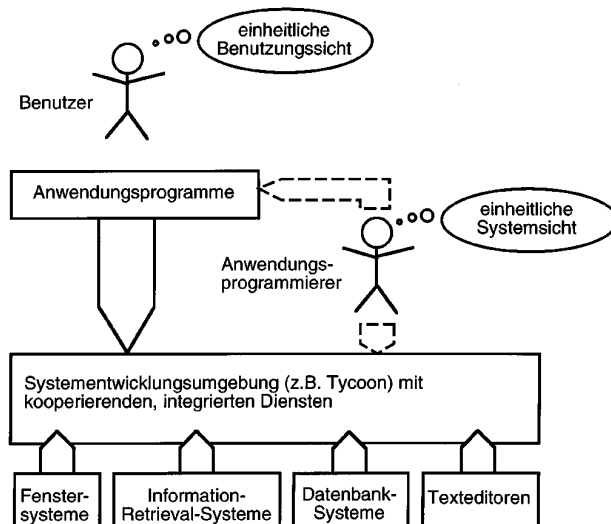 einheitliche
Benutzungssicht
Benutzer
Anwendungsprogramme
einheitliche
Systemsicht
Anwendungs-
programmierer
Systementwicklungsumgebung (z.B. Tycoon) mit
kooperierenden, integrierten Diensten
Fenster-
systeme
Information-
Retrieval-Systeme
Datenbank-
Systeme
Texteditoren